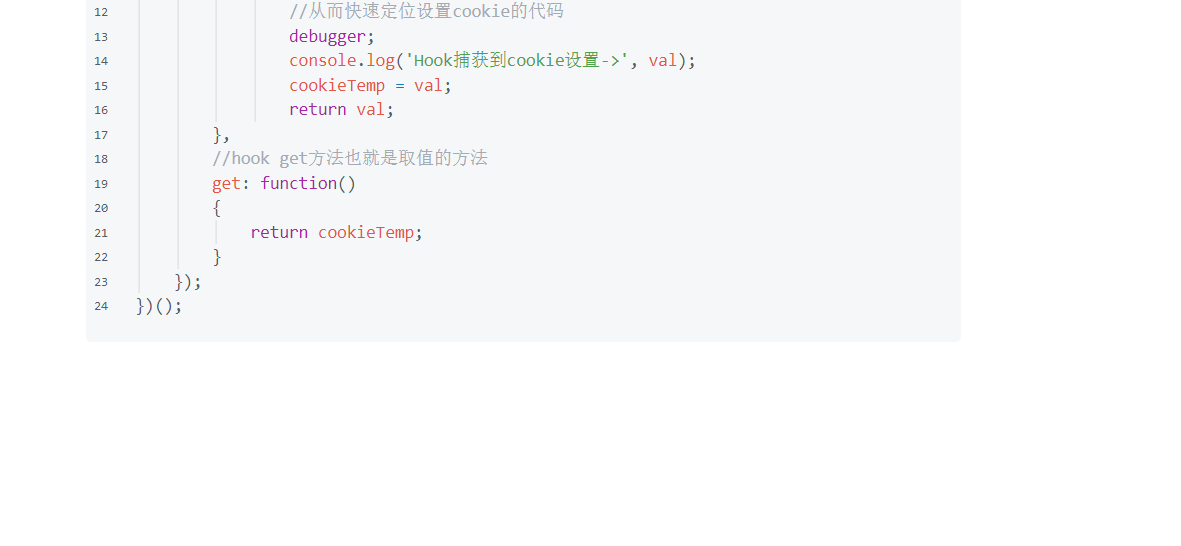 12 //从而快速定位设置cookie的代码
13 debugger;
14 console.log('Hook捕获到cookie设置->', val);
15 cookieTemp = val;
16 return val;
17 },
18 //hook get方法也就是取值的方法
19 get: function()
20 {
21 return cookieTemp;
22 }
23 });
24 })();